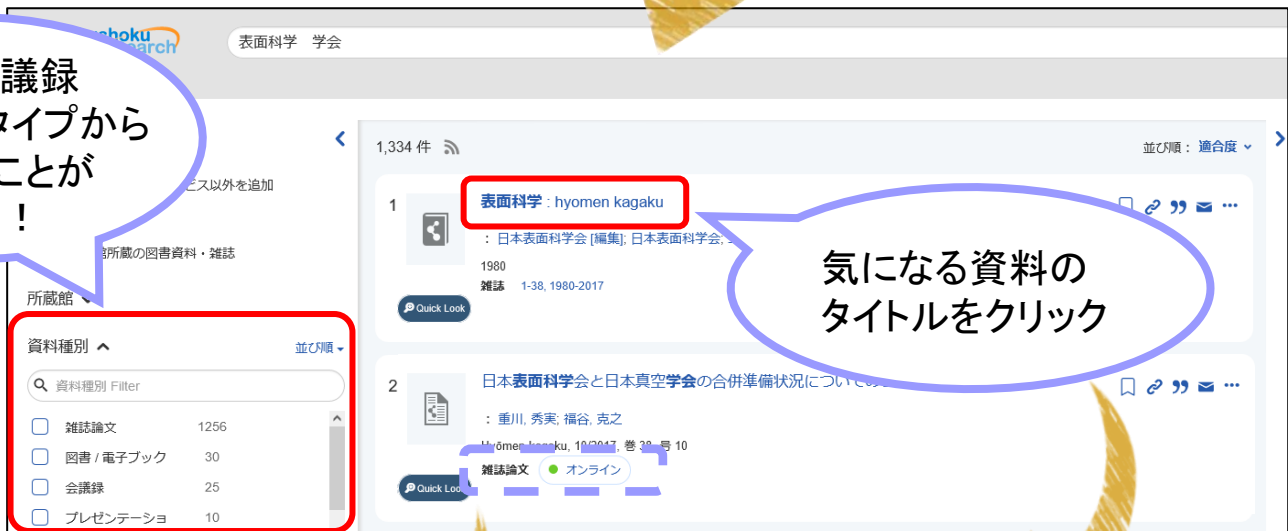 表面科学 学会
議録
タイプから
ことが
！
ビス以外を追加
館所蔵の図書資料・雑誌
所蔵館
資料種別
並び順
資料種別 Filter
雑誌論文 1256
図書 / 電子ブック 30
会議録 25
プレゼンテーショ 10
1,334 件
並び順： 適合度
1
表面科学 : hyomen kagaku
： 日本表面科学会 [編集]; 日本表面科学会,
1980
雑誌 1-38, 1980-2017
Quick Look
気になる資料の
タイトルをクリック
2
日本表面科学会と日本真空学会の合併準備状況について
： 重川, 秀実; 福谷, 克之
Hyōmen kagaku, 10/2017, 巻 38, 号 10
雑誌論文 オンライン
Quick Loo